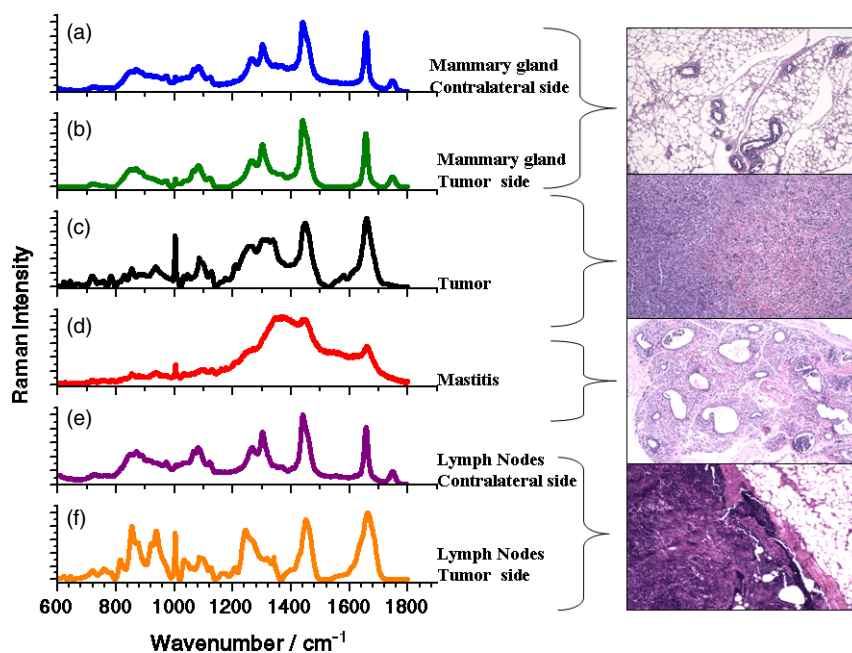 (a)
Mammary gland
Contralateral side
(b)
Mammary gland
Tumor side
(c)
Tumor
(d)
Mastitis
(e)
Lymph Nodes
Contralateral side
(f)
Lymph Nodes
Tumor side
Raman Intensity
600 800 1000 1200 1400 1600 1800
Wavenumber / cm⁻¹